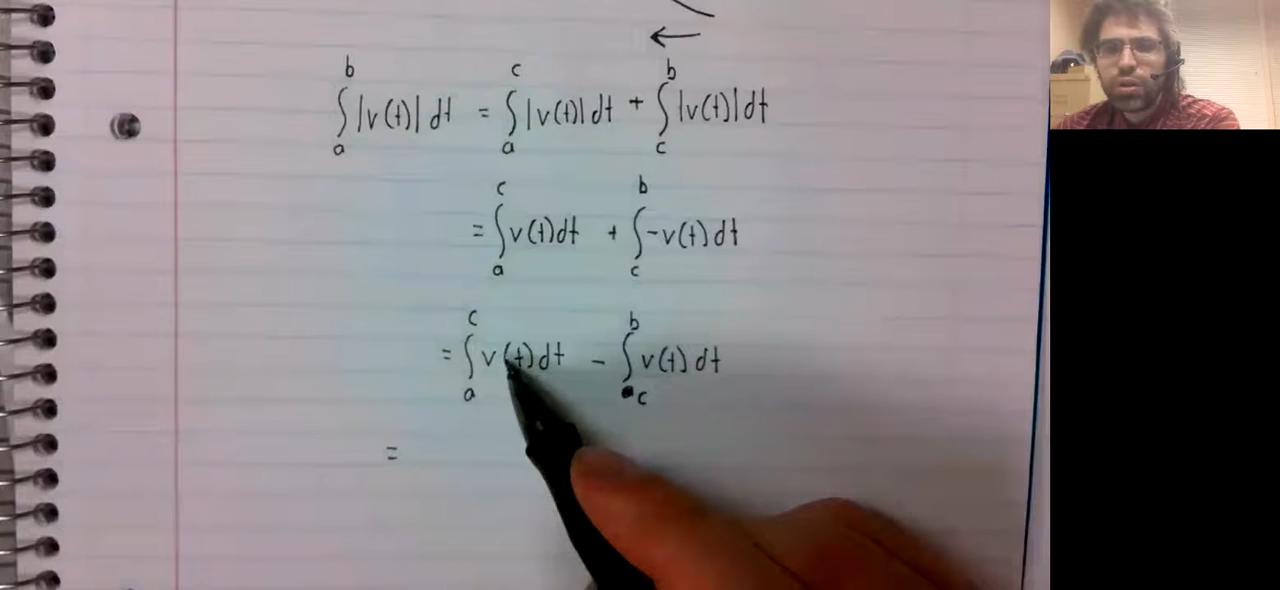 ∫_a^b |v(t)| dt = ∫_a^c |v(t)| dt + ∫_c^b |v(t)| dt
= ∫_a^c v(t) dt + ∫_c^b -v(t) dt
= ∫_a^c v(t) dt - ∫_c^b v(t) dt
=